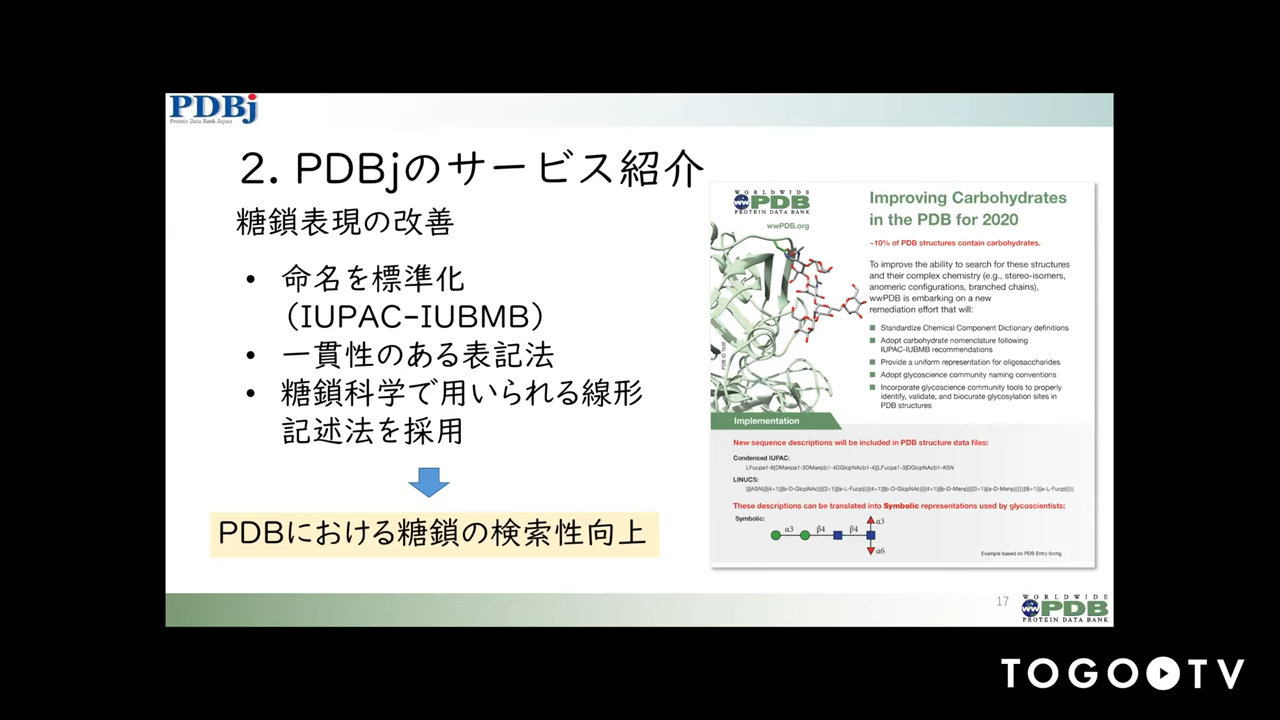 PDBj
Protein Data Bank Japan
2. PDBjのサービス紹介
糖鎖表現の改善
• 命名を標準化
（IUPAC-IUBMB）
• 一貫性のある表記法
• 糖鎖科学で用いられる線形
記述法を採用
PDBにおける糖鎖の検索性向上
WORLDWIDE
wwPDB
PROTEIN DATA BANK
wwPDB.org
Improving Carbohydrates
in the PDB for 2020
~10% of PDB structures contain carbohydrates.
To improve the ability to search for these structures
and their complex chemistry (e.g., stereo-isomers,
anomeric configurations, branched chains),
wwPDB is embarking on a new
remediation effort that will:
Standardize Chemical Component Dictionary definitions
Adopt carbohydrate nomenclature following
IUPAC-IUBMB recommendations
Provide a uniform representation for oligosaccharides
Adopt glycoscience community naming conventions
Incorporate glycoscience community tools to properly
identify, validate, and biocurate glycosylation sites in
PDB structures
Implementation
New sequence descriptions will be included in PDB structure data files:
Condensed IUPAC:
LINUCS:
These descriptions can be translated into Symbolic representations used by glycoscientists:
Symbolic:
α3 β4 β4 α3
α6
Example based on PDB Entry
17
WORLDWIDE
wwPDB
PROTEIN DATA BANK
TOGO TV